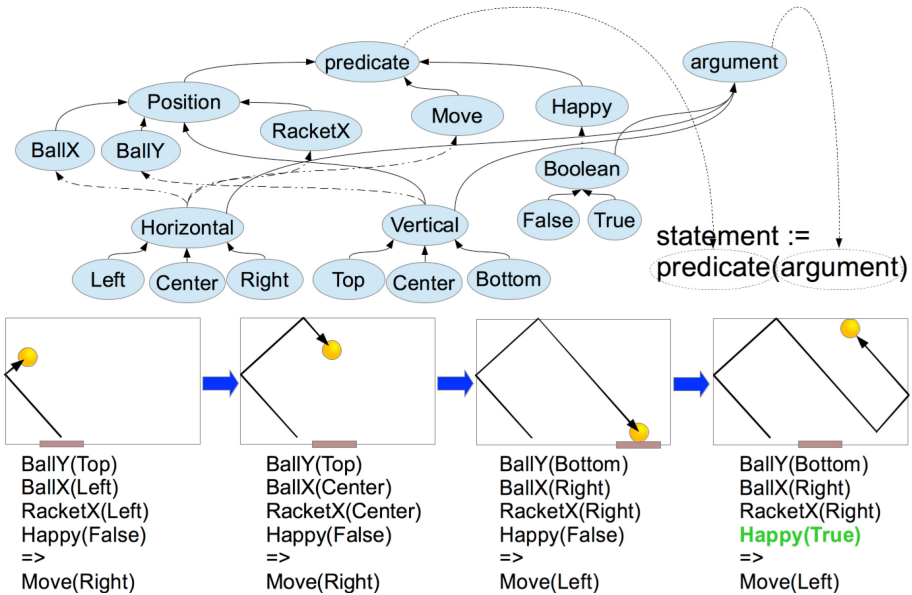 predicate
argument
Position
Move
Happy
RacketX
BallX
BallY
Boolean
Horizontal
Vertical
False
True
Left
Center
Right
Top
Center
Bottom
statement :=
predicate(argument)
BallY(Top)
BallX(Left)
RacketX(Left)
Happy(False)
=>
Move(Right)
BallY(Top)
BallX(Center)
RacketX(Center)
Happy(False)
=>
Move(Right)
BallY(Bottom)
BallX(Right)
RacketX(Right)
Happy(False)
=>
Move(Left)
BallY(Bottom)
BallX(Right)
RacketX(Right)
Happy(True)
=>
Move(Left)